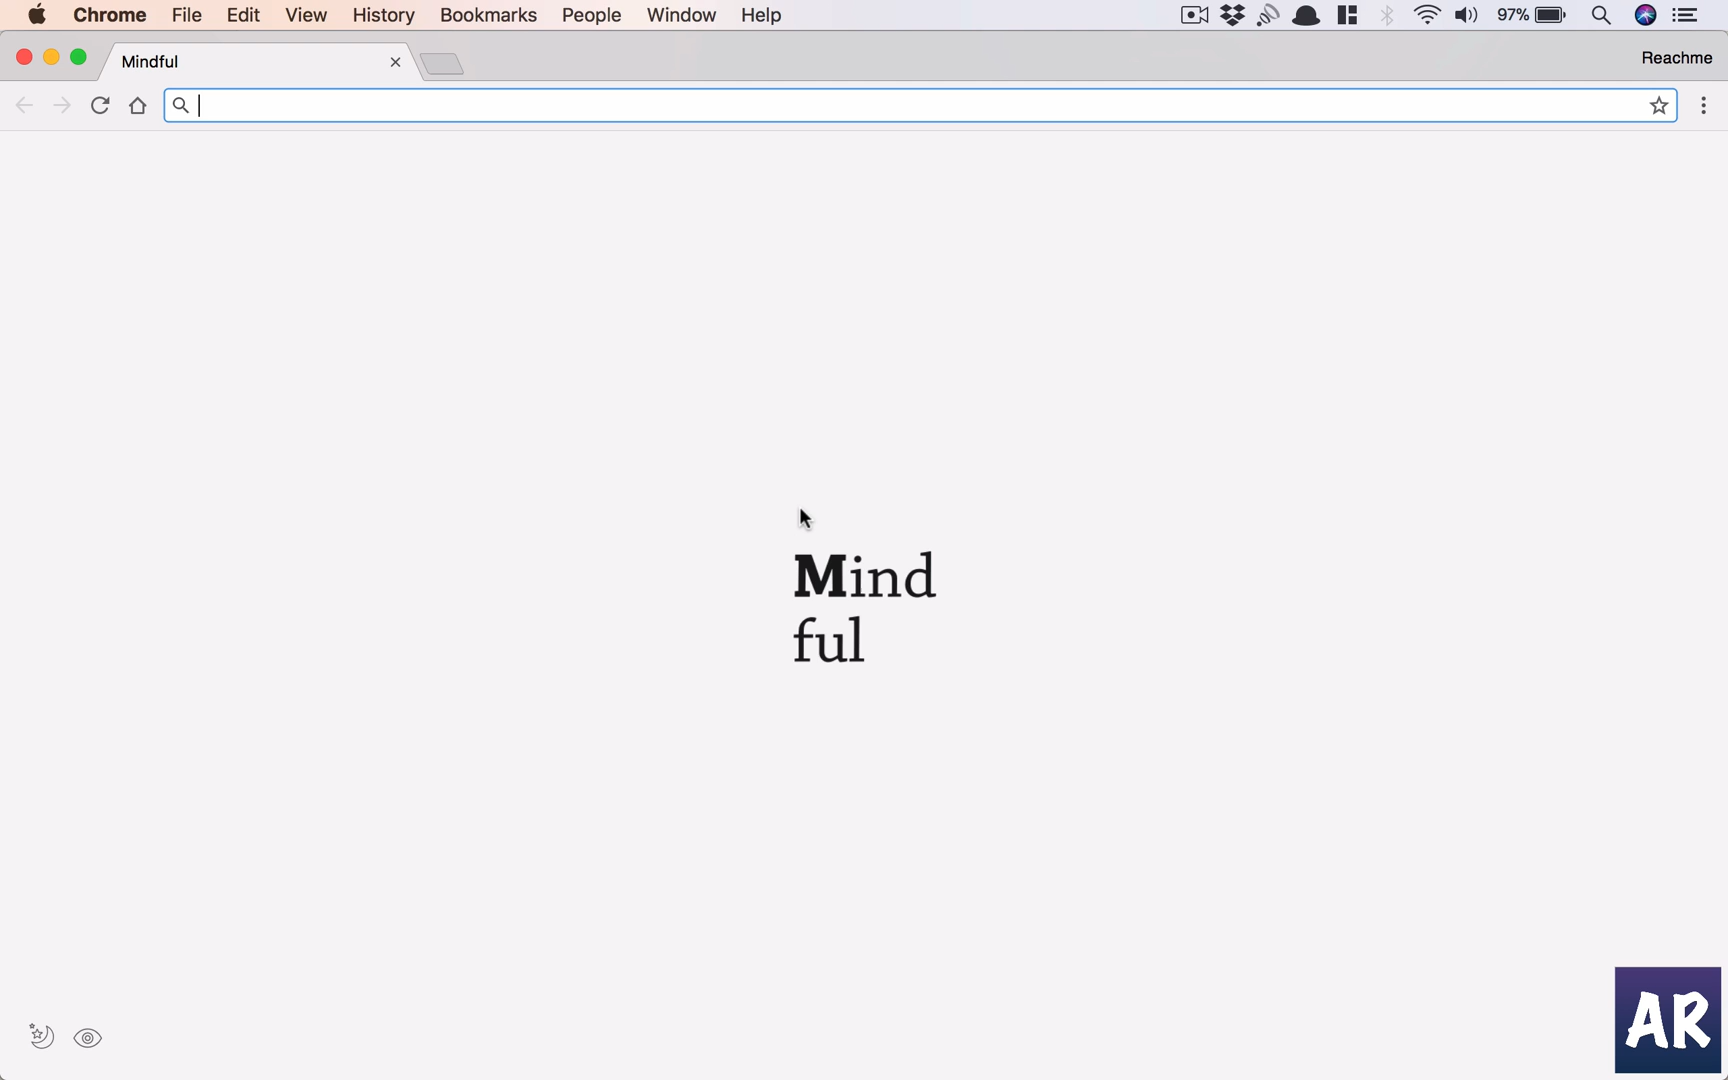 Chrome File Edit View History Bookmarks People Window Help 97%
Mindful Reachme
Mind
ful
AR